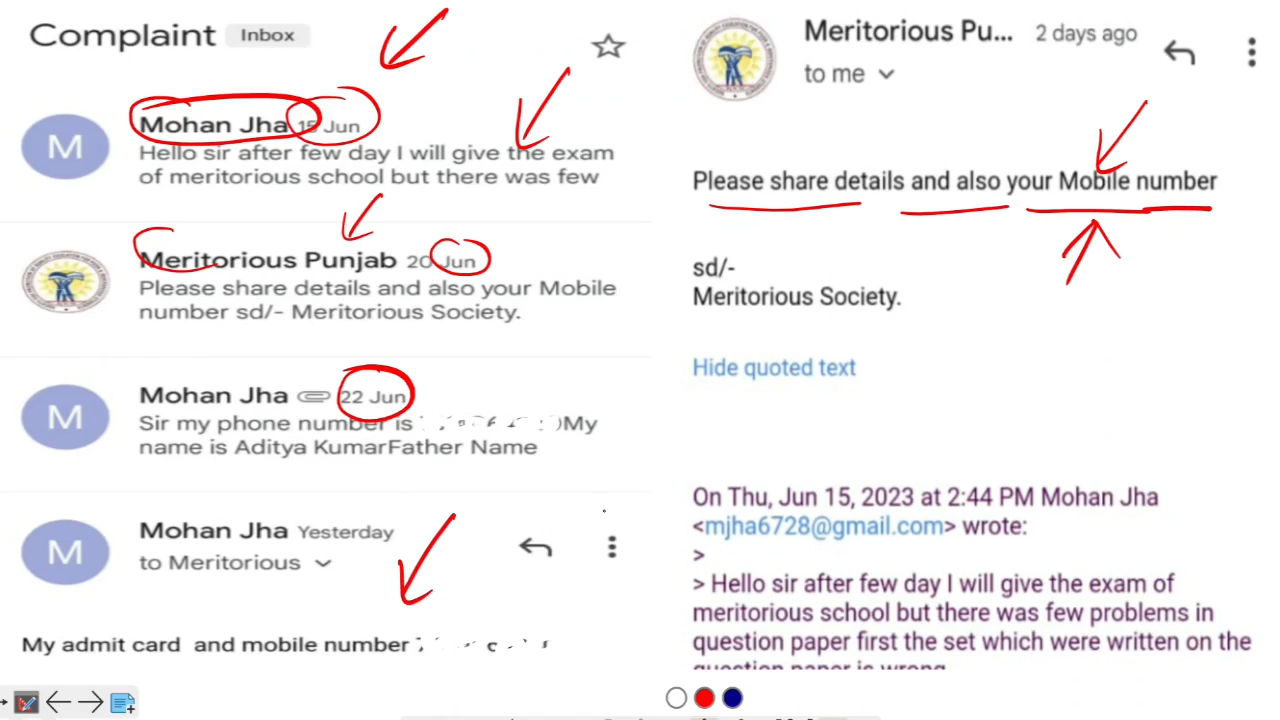 Complaint Inbox
Mohan Jha 15 Jun
Hello sir after few day I will give the exam
of meritorious school but there was few
Meritorious Punjab 20 Jun
Please share details and also your Mobile
number sd/- Meritorious Society.
Mohan Jha 22 Jun
Sir my phone number is
My
name is Aditya KumarFather Name
Mohan Jha Yesterday
to Meritorious
My admit card and mobile number
M
M
M
Meritorious Pu... 2 days ago
to me
Please share details and also your Mobile number
sd/-
Meritorious Society.
Hide quoted text
On Thu, Jun 15, 2023 at 2:44 PM Mohan Jha
<mjha6728@gmail.com> wrote:
>
> Hello sir after few day I will give the exam of
meritorious school but there was few problems in
question paper first the set which were written on the
question paper is wrong